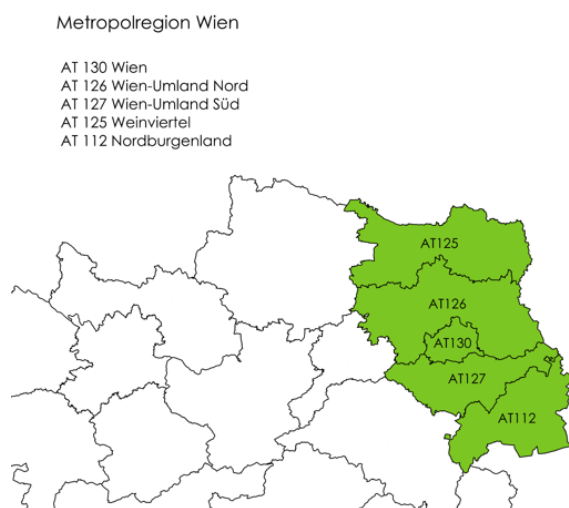 Metropolregion Wien
AT 130 Wien
AT 126 Wien-Umland Nord
AT 127 Wien-Umland Süd
AT 125 Weinviertel
AT 112 Nordburgenland
AT125
AT126
AT130
AT127
AT112